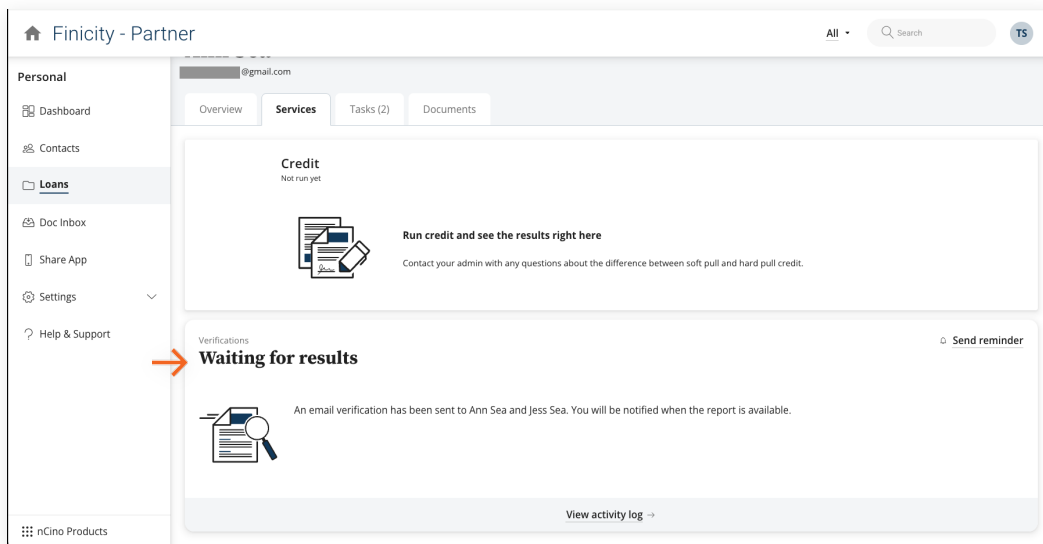 Finicity - Partner
All
Search
TS
Personal
Dashboard
Contacts
Loans
Doc Inbox
Share App
Settings
Help & Support
nCino Products
@gmail.com
Overview
Services
Tasks (2)
Documents
Credit
Not run yet
Run credit and see the results right here
Contact your admin with any questions about the difference between soft pull and hard pull credit.
Verifications
Waiting for results
Send reminder
An email verification has been sent to Ann Sea and Jess Sea. You will be notified when the report is available.
View activity log →